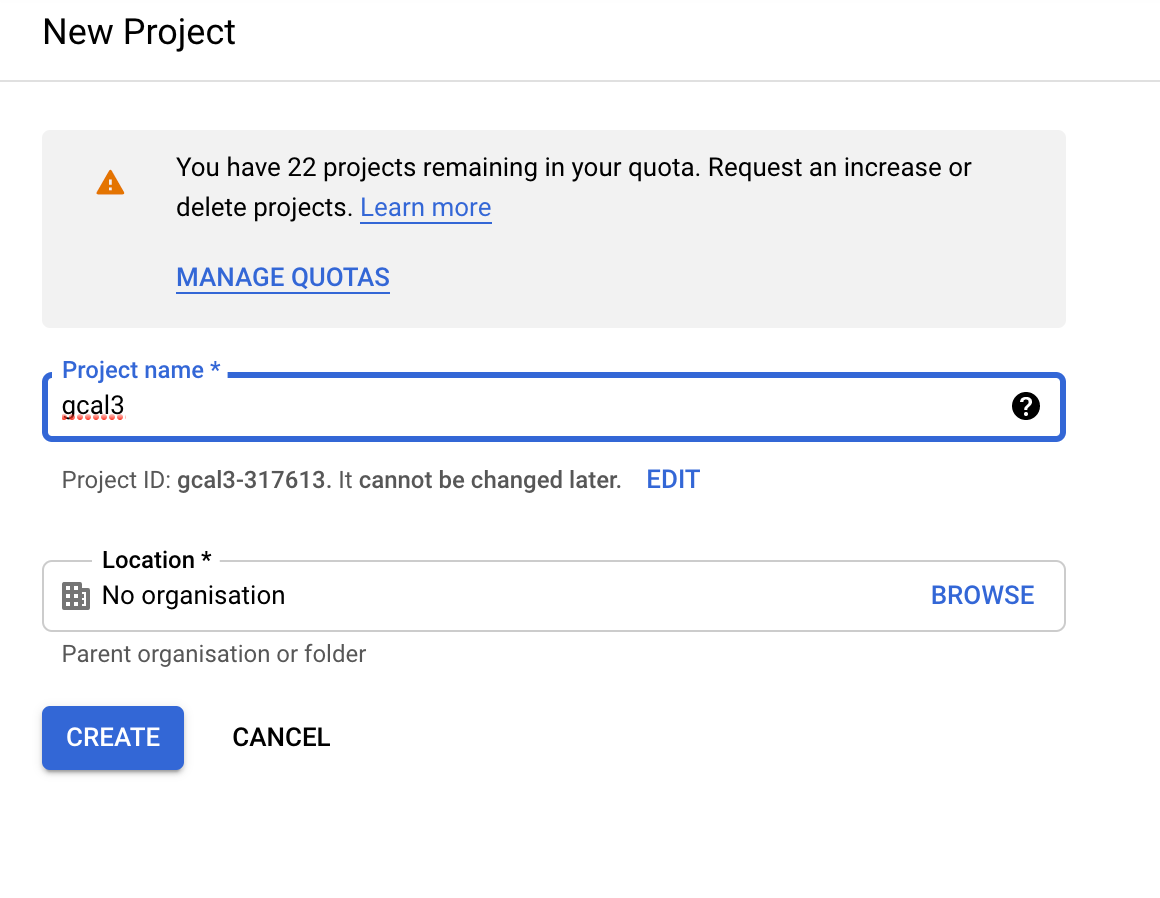 New Project
You have 22 projects remaining in your quota. Request an increase or
delete projects. Learn more
MANAGE QUOTAS
Project name *
gcal3
Project ID: gcal3-317613. It cannot be changed later. EDIT
Location *
No organisation BROWSE
Parent organisation or folder
CREATE CANCEL